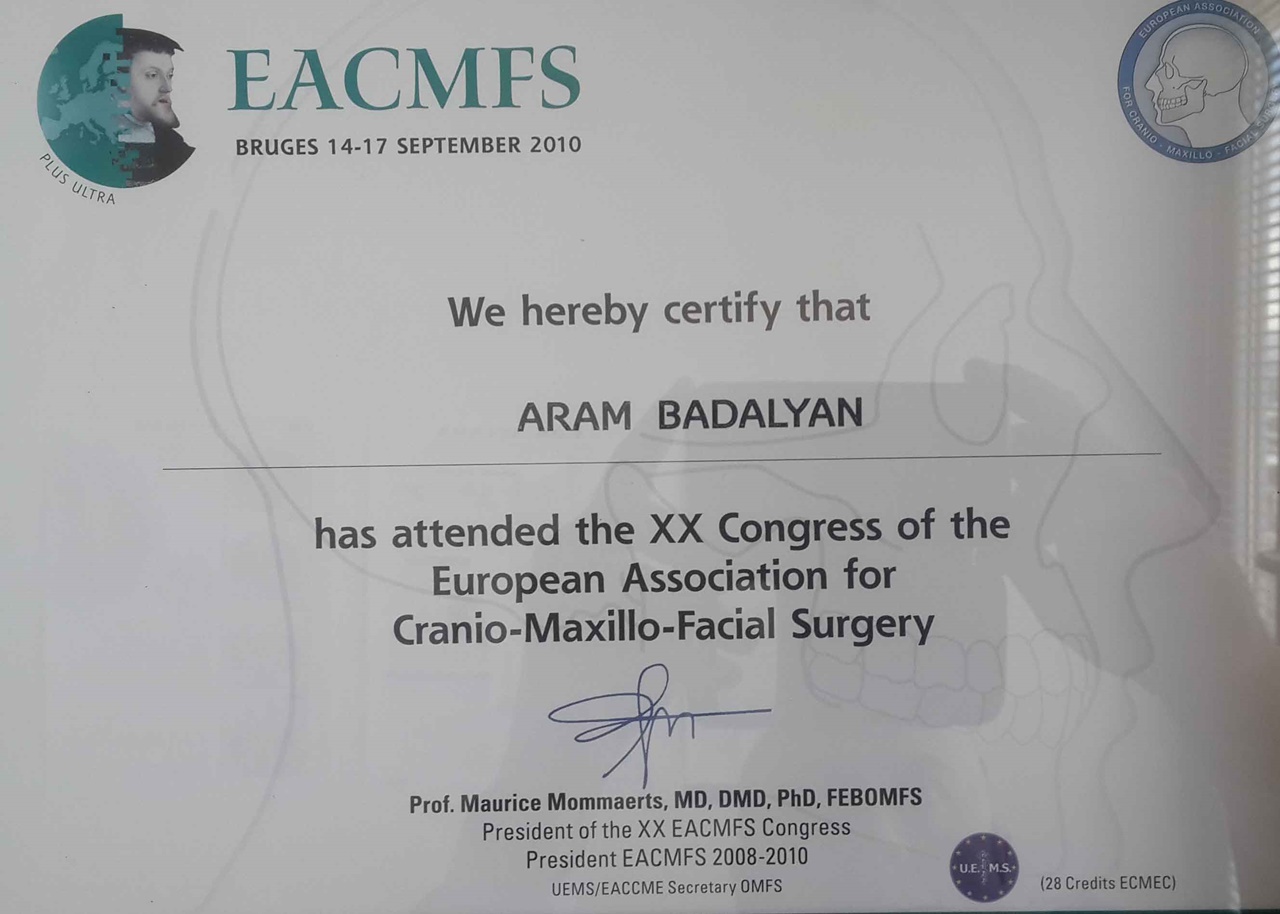 EACMFS
BRUGES 14-17 SEPTEMBER 2010
PLUS ULTRA
EUROPEAN ASSOCIATION
FOR CRANIO - MAXILLO - FACIAL
We hereby certify that
ARAM BADALYAN
has attended the XX Congress of the
European Association for
Cranio-Maxillo-Facial Surgery
Prof. Maurice Mommaerts, MD, DMD, PhD, FEBOMFS
President of the XX EACMFS Congress
President EACMFS 2008-2010
UEMS/EACCME Secretary OMFS
U.E. M.S.
(28 Credits ECMEC)